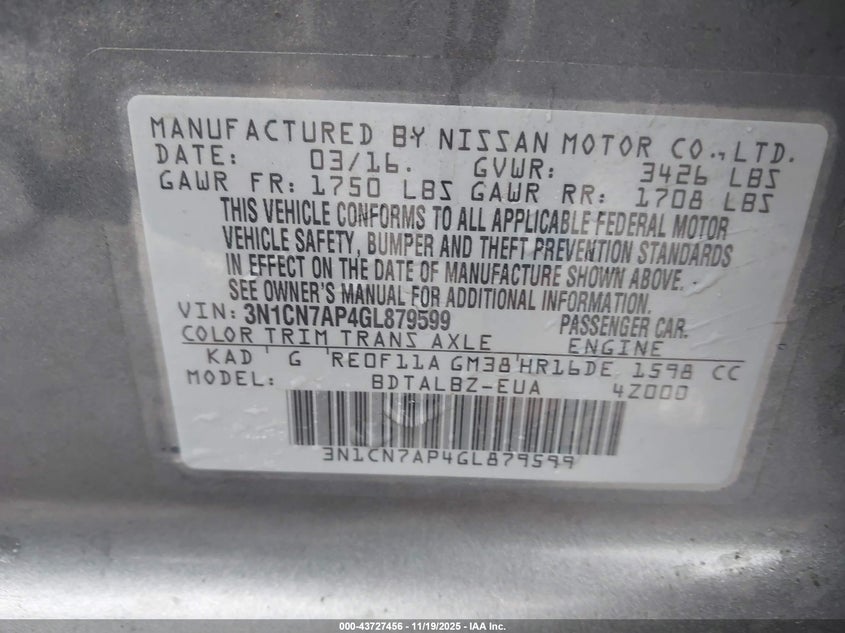 MANUFACTURED BY NISSAN MOTOR CO.,LTD.
DATE: 03/16. GVWR: 3426 LBS
GAWR FR: 1750 LBS GAWR RR: 1708 LBS
THIS VEHICLE CONFORMS TO ALL APPLICABLE FEDERAL MOTOR
VEHICLE SAFETY, BUMPER AND THEFT PREVENTION STANDARDS
IN EFFECT ON THE DATE OF MANUFACTURE SHOWN ABOVE.
SEE OWNER'S MANUAL FOR ADDITIONAL INFORMATION.
VIN: 3N1CN7AP4GL879599 PASSENGER CAR.
COLOR TRIM TRANS AXLE ENGINE
KAD G RE0F11A GM38 HR16DE 1598 CC
MODEL: BDTALBZ-EUA 4Z000
3N1CN7AP4GL879599
000-43727456 - 11/19/2025 - IAA Inc.